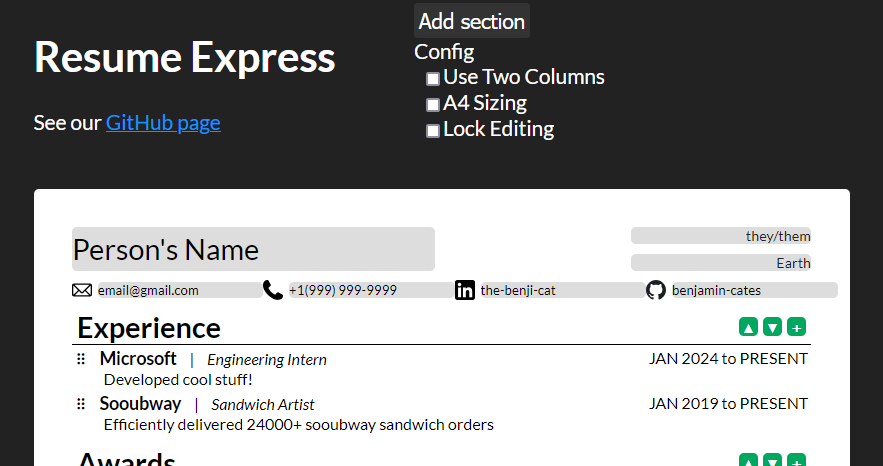 Add section
Resume Express
Config
Use Two Columns
A4 Sizing
See our GitHub page
Lock Editing
Person's Name
they/them
Earth
email@gmail.com +1(999) 999-9999 the-benji-cat benjamin-cates
Experience
Microsoft | Engineering Intern JAN 2024 to PRESENT
Developed cool stuff!
Sooubway | Sandwich Artist JAN 2019 to PRESENT
Efficiently delivered 24000+ sooubway sandwich orders
Awards